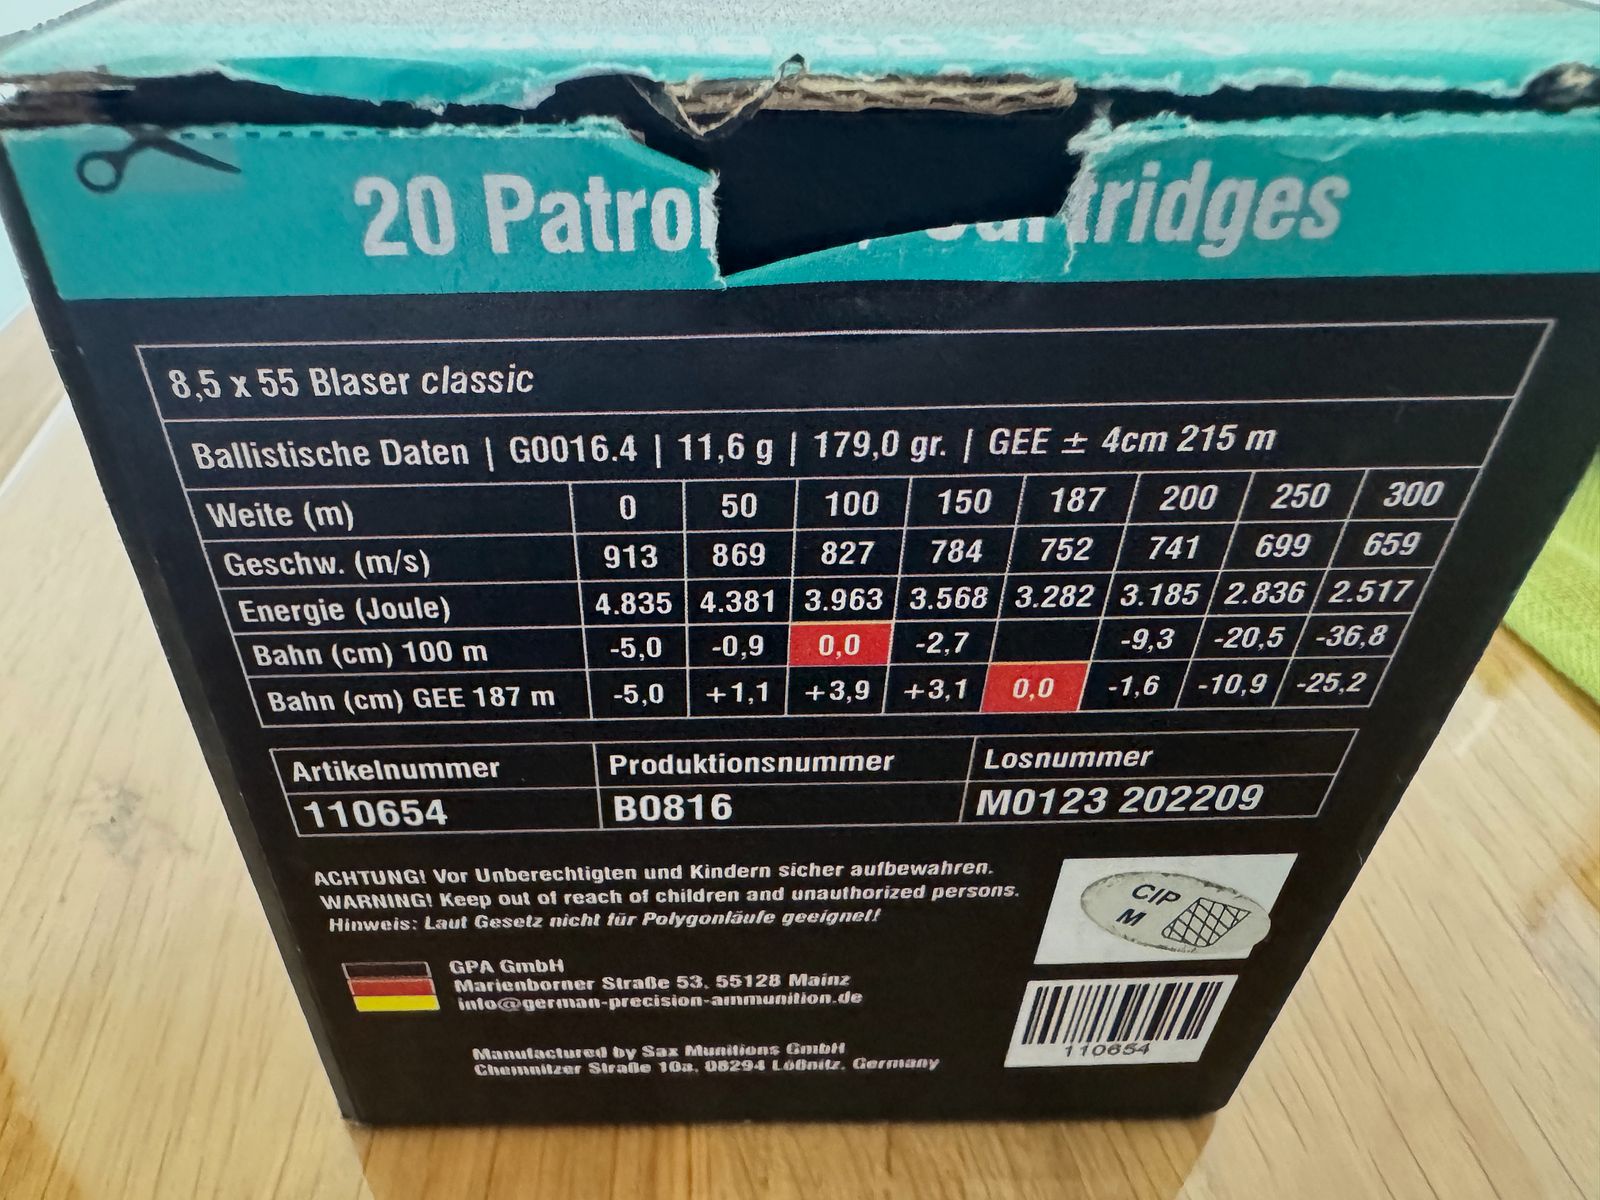 20 Patro tridges
8,5 x 55 Blaser classic
Ballistische Daten | G0016.4 | 11,6 g | 179,0 gr. | GEE ± 4cm 215 m
Weite (m) 0 50 100 150 187 200 250 300
Geschw. (m/s) 913 869 827 784 752 741 699 659
Energie (Joule) 4.835 4.381 3.963 3.568 3.282 3.185 2.836 2.517
Bahn (cm) 100 m -5,0 -0,9 0,0 -2,7 -9,3 -20,5 -36,8
Bahn (cm) GEE 187 m -5,0 +1,1 +3,9 +3,1 0,0 -1,6 -10,9 -25,2
Artikelnummer Produktionsnummer Losnummer
110654 B0816 M0123 202209
ACHTUNG! Vor Unberechtigten und Kindern sicher aufbewahren.
WARNING! Keep out of reach of children and unauthorized persons.
Hinweis: Laut Gesetz nicht für Polygonläufe geeignet!
CIP
M
GPA GmbH
Marienborner Straße 53, 55128 Mainz
info@german-precision-ammunition.de
110654
Manufactured by Sax Munitions GmbH
Chemnitzer Straße 10a, 08294 Lößnitz, Germany